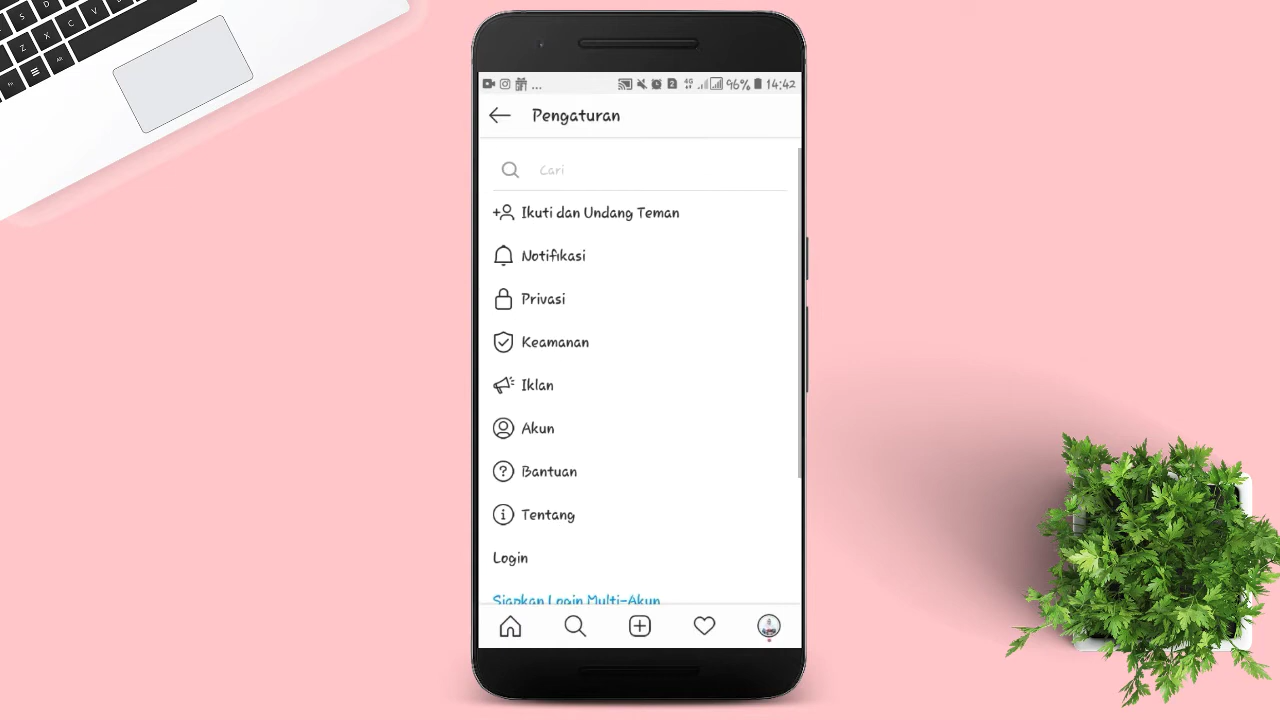 96% 14:42
Pengaturan
Cari
Ikuti dan Undang Teman
Notifikasi
Privasi
Keamanan
Iklan
Akun
Bantuan
Tentang
Login
Siapkan Login Multi-Akun